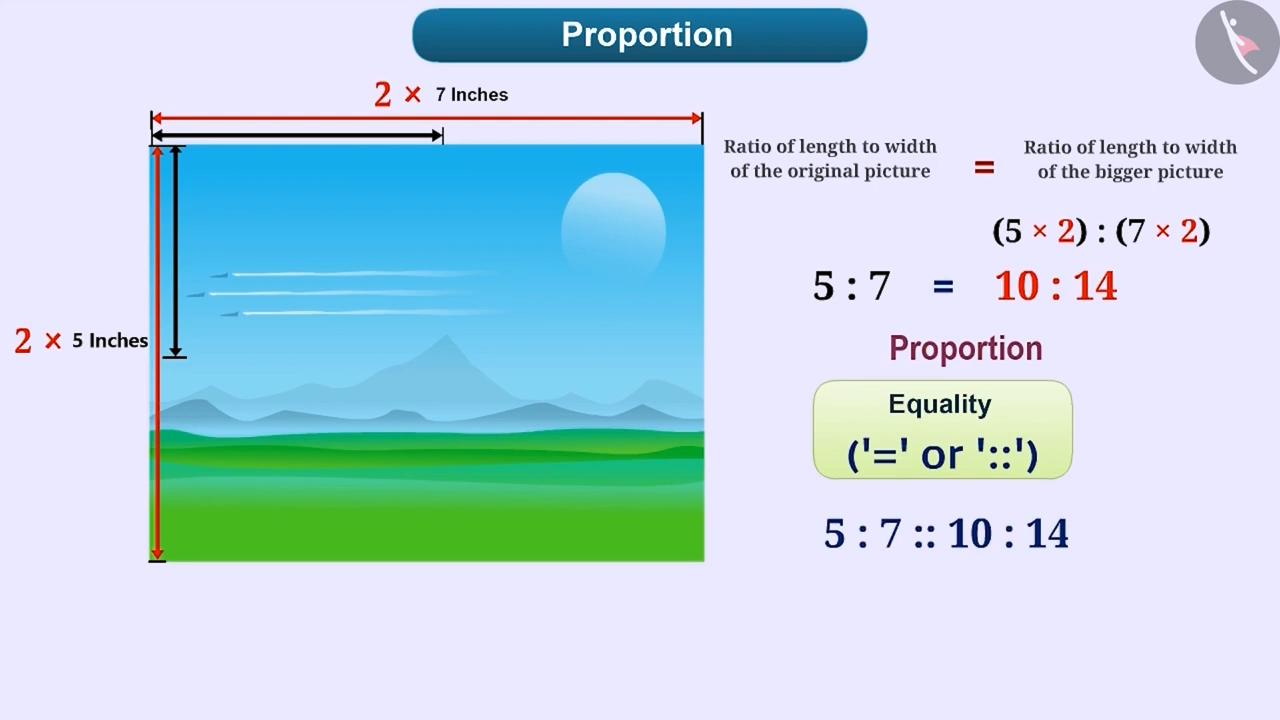 Proportion
2 × 7 Inches
Ratio of length to width
of the original picture
=
Ratio of length to width
of the bigger picture
(5 × 2) : (7 × 2)
5 : 7 = 10 : 14
2 × 5 Inches
Proportion
Equality
('=' or '::')
5 : 7 :: 10 : 14